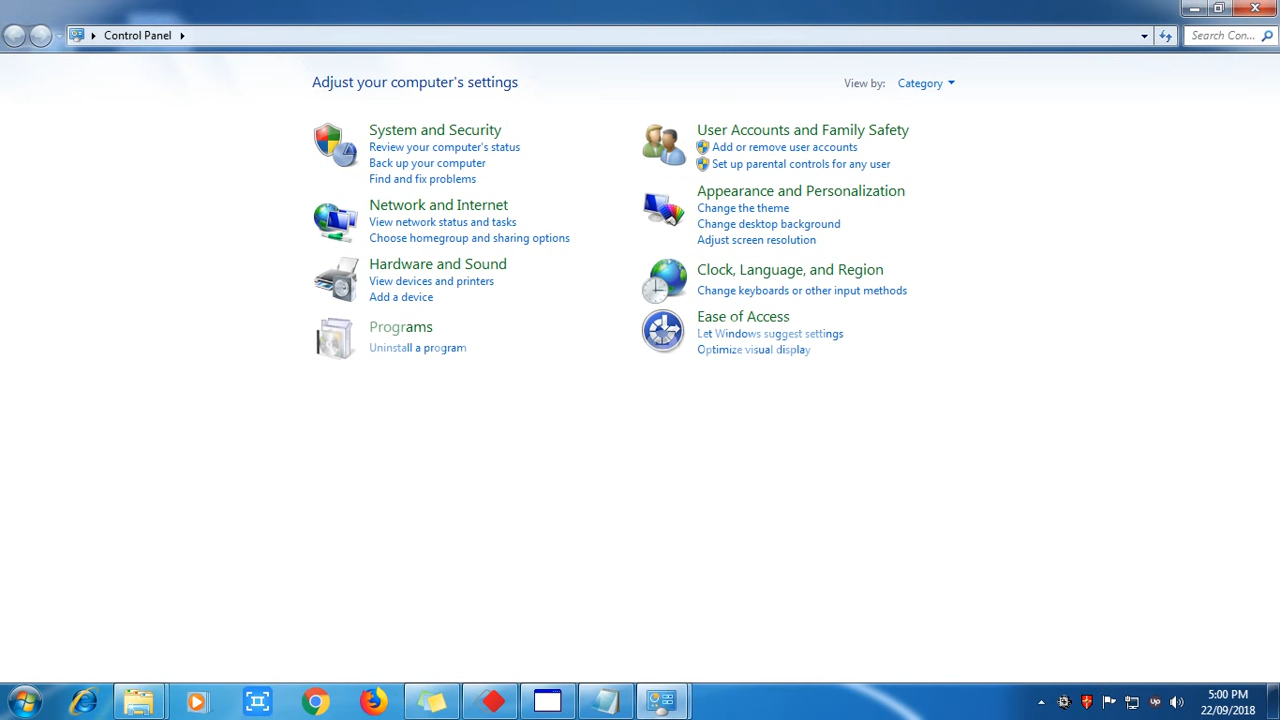 Control Panel
Search Con...
Adjust your computer's settings
View by: Category
System and Security
Review your computer's status
Back up your computer
Find and fix problems
Network and Internet
View network status and tasks
Choose homegroup and sharing options
Hardware and Sound
View devices and printers
Add a device
Programs
Uninstall a program
User Accounts and Family Safety
Add or remove user accounts
Set up parental controls for any user
Appearance and Personalization
Change the theme
Change desktop background
Adjust screen resolution
Clock, Language, and Region
Change keyboards or other input methods
Ease of Access
Let Windows suggest settings
Optimize visual display
5:00 PM
22/09/2018